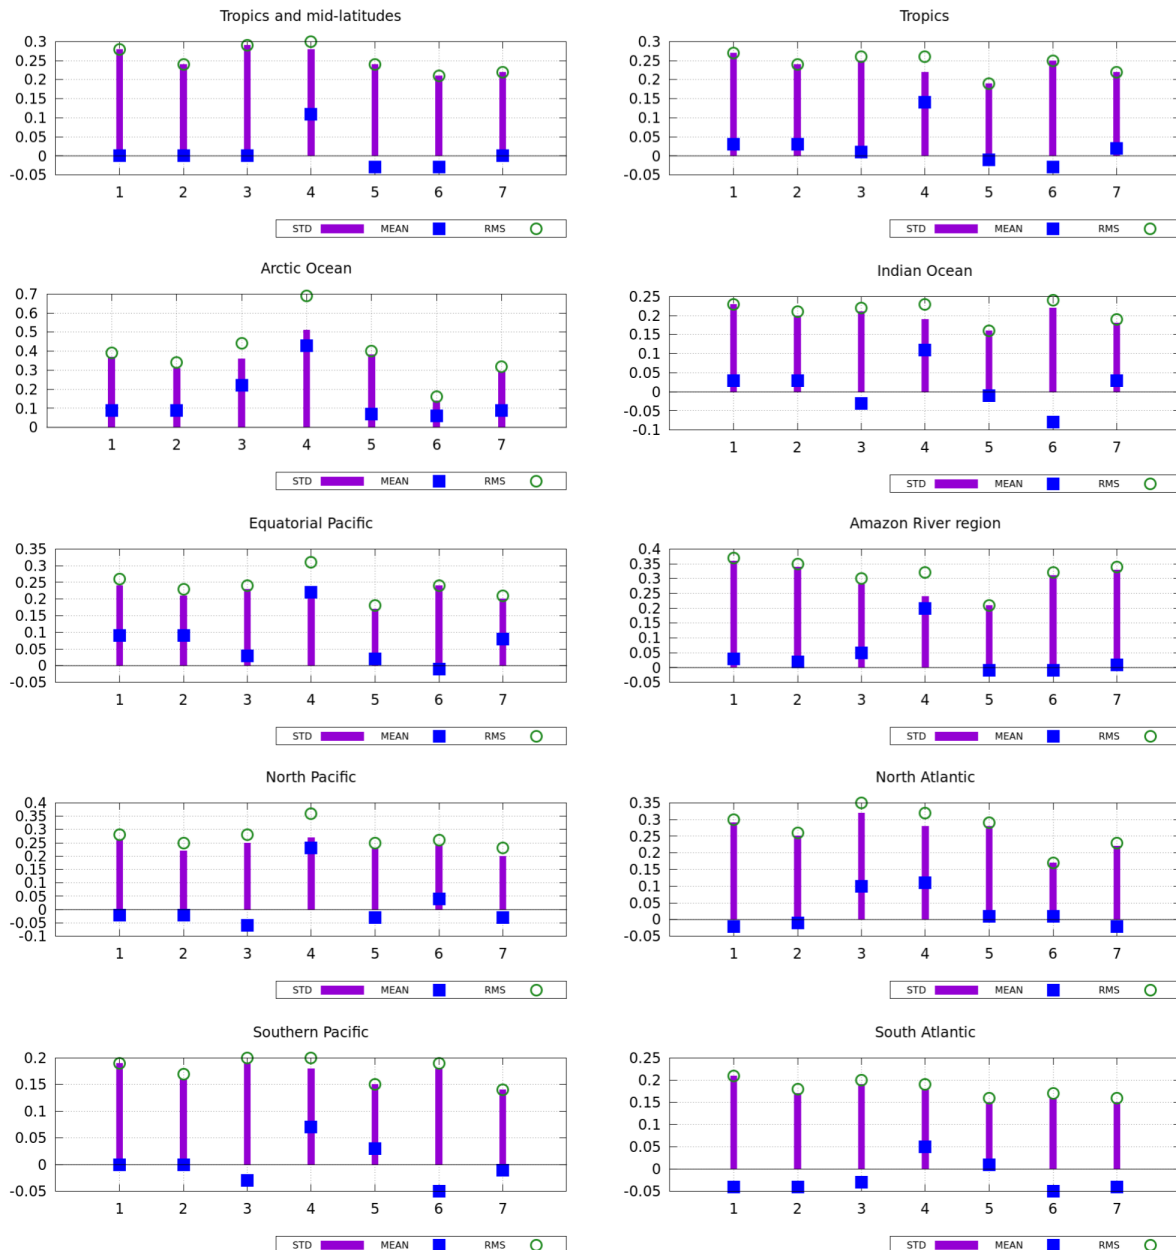 Tropics and mid-latitudes
0.3
0.25
0.2
0.15
0.1
0.05
0
-0.05
1 2 3 4 5 6 7
STD MEAN RMS
Tropics
0.3
0.25
0.2
0.15
0.1
0.05
0
-0.05
1 2 3 4 5 6 7
STD MEAN RMS
Arctic Ocean
0.7
0.6
0.5
0.4
0.3
0.2
0.1
0
1 2 3 4 5 6 7
STD MEAN RMS
Indian Ocean
0.25
0.2
0.15
0.1
0.05
0
-0.05
-0.1
1 2 3 4 5 6 7
STD MEAN RMS
Equatorial Pacific
0.35
0.3
0.25
0.2
0.15
0.1
0.05
0
-0.05
1 2 3 4 5 6 7
STD MEAN RMS
Amazon River region
0.4
0.35
0.3
0.25
0.2
0.15
0.1
0.05
0
-0.05
1 2 3 4 5 6 7
STD MEAN RMS
North Pacific
0.4
0.35
0.3
0.25
0.2
0.15
0.1
0.05
0
-0.05
-0.1
1 2 3 4 5 6 7
STD MEAN RMS
North Atlantic
0.35
0.3
0.25
0.2
0.15
0.1
0.05
0
-0.05
1 2 3 4 5 6 7
STD MEAN RMS
Southern Pacific
0.2
0.15
0.1
0.05
0
-0.05
1 2 3 4 5 6 7
STD MEAN RMS
South Atlantic
0.25
0.2
0.15
0.1
0.05
0
-0.05
1 2 3 4 5 6 7
STD MEAN RMS